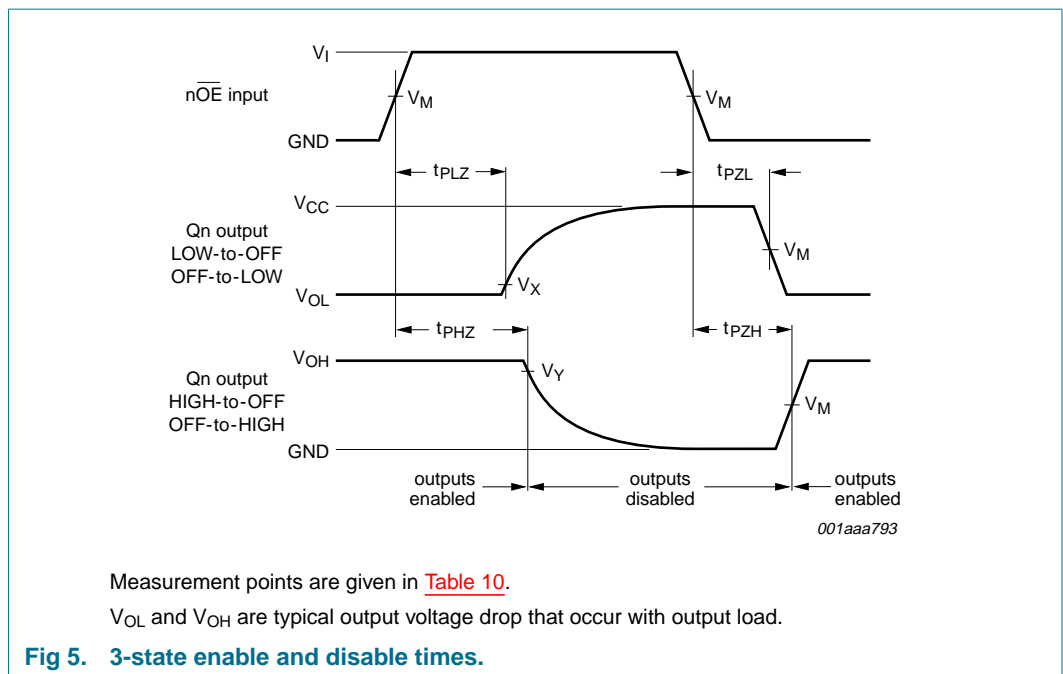 VI
nOE input
VM
VM
GND
tPLZ
tPZL
VCC
Qn output
LOW-to-OFF
OFF-to-LOW
VM
VX
VOL
tPHZ
tPZH
VOH
VY
Qn output
HIGH-to-OFF
OFF-to-HIGH
VM
GND
outputs
enabled
outputs
disabled
outputs
enabled
001aaa793
Measurement points are given in Table 10.
VOL and VOH are typical output voltage drop that occur with output load.
Fig 5. 3-state enable and disable times.